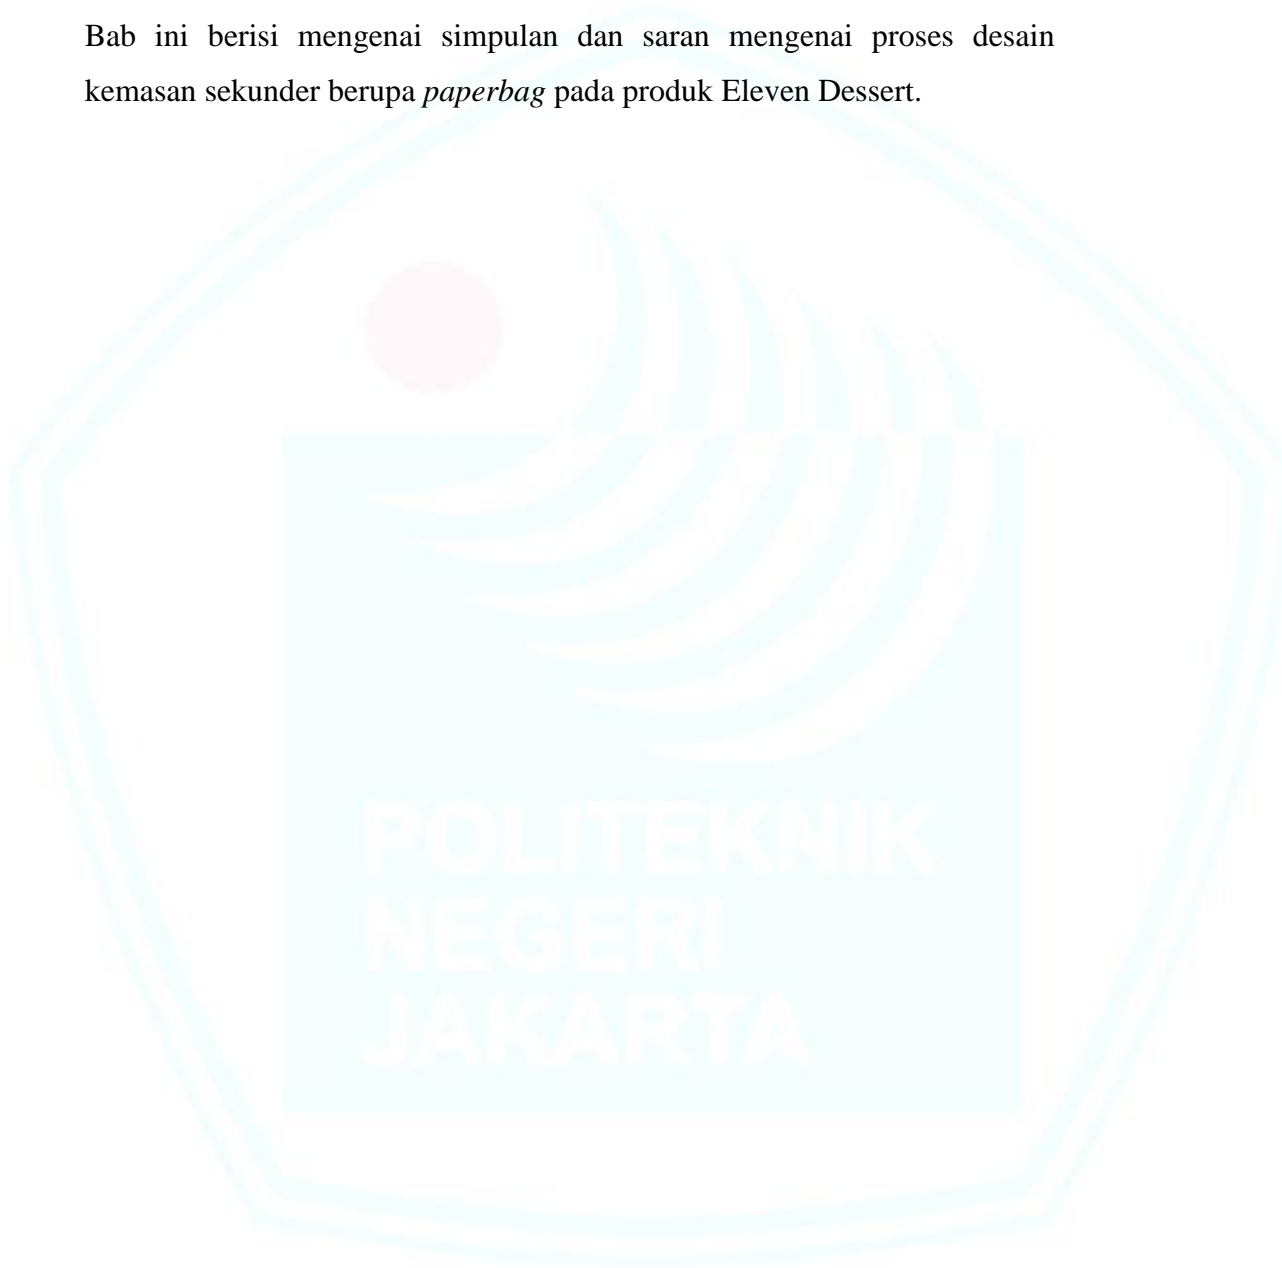 Bab ini berisi mengenai simpulan dan saran mengenai proses desain
kemasan sekunder berupa paperbag pada produk Eleven Dessert.
POLITEKNIK
NEGERI
JAKARTA